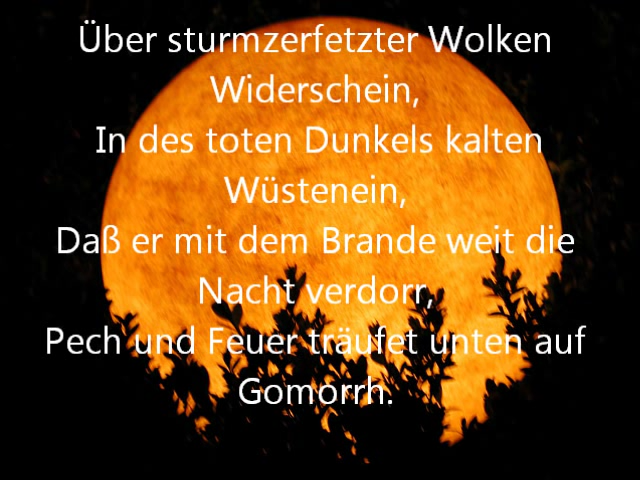 Über sturmzerfetzter Wolken
Widerschein,
In des toten Dunkels kalten
Wüstenein,
Daß er mit dem Brande weit die
Nacht verdorr,
Pech und Feuer träufet unten auf
Gomorrh.